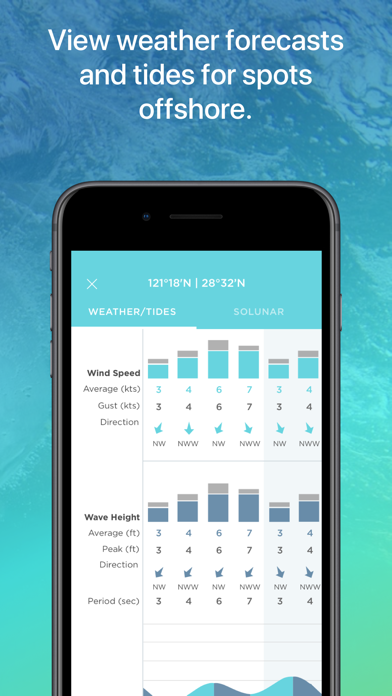 View weather forecasts
and tides for spots
offshore.
121°18'N | 28°32'N
WEATHER/TIDES SOLUNAR
Wind Speed
Average (kts) 3 4 6 7 3 4
Gust (kts) 3 4 6 7 3 4
Direction
NW NWW NW NWW NW NWW
Wave Height
Average (ft) 3 4 6 7 3 4
Peak (ft) 3 4 6 7 3 4
Direction
NW NWW NW NWW NW NWW
Period (sec) 3 4 6 7 3 4